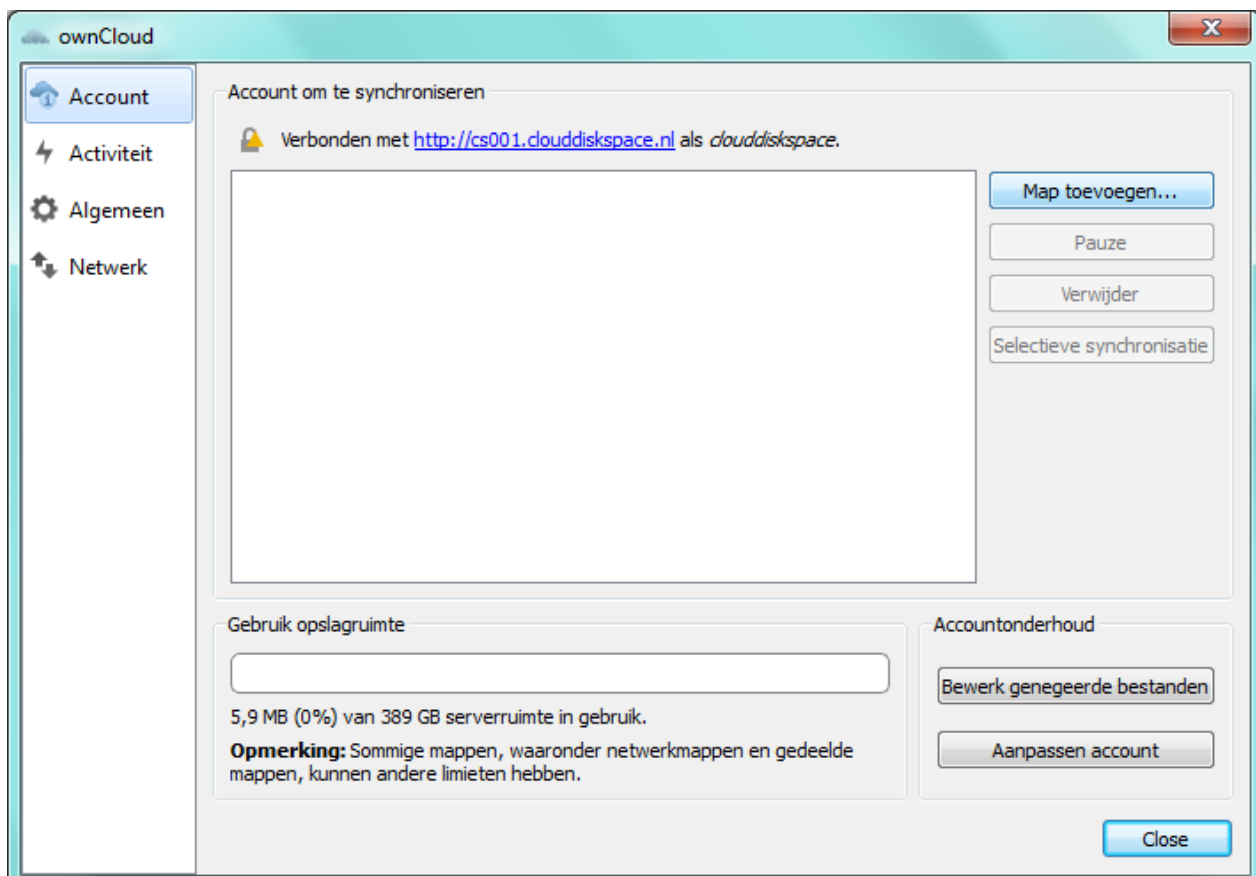 ownCloud
Account
Activiteit
Algemeen
Netwerk
Account om te synchroniseren
Verbonden met http://cs001.clouddiskspace.nl als clouddiskspace.
Map toevoegen...
Pauze
Verwijder
Selectieve synchronisatie
Gebruik opslagruimte
5,9 MB (0%) van 389 GB serverruimte in gebruik.
Opmerking: Sommige mappen, waaronder netwerkmappen en gedeelde
mappen, kunnen andere limieten hebben.
Accountonderhoud
Bewerk genegeerde bestanden
Aanpassen account
Close